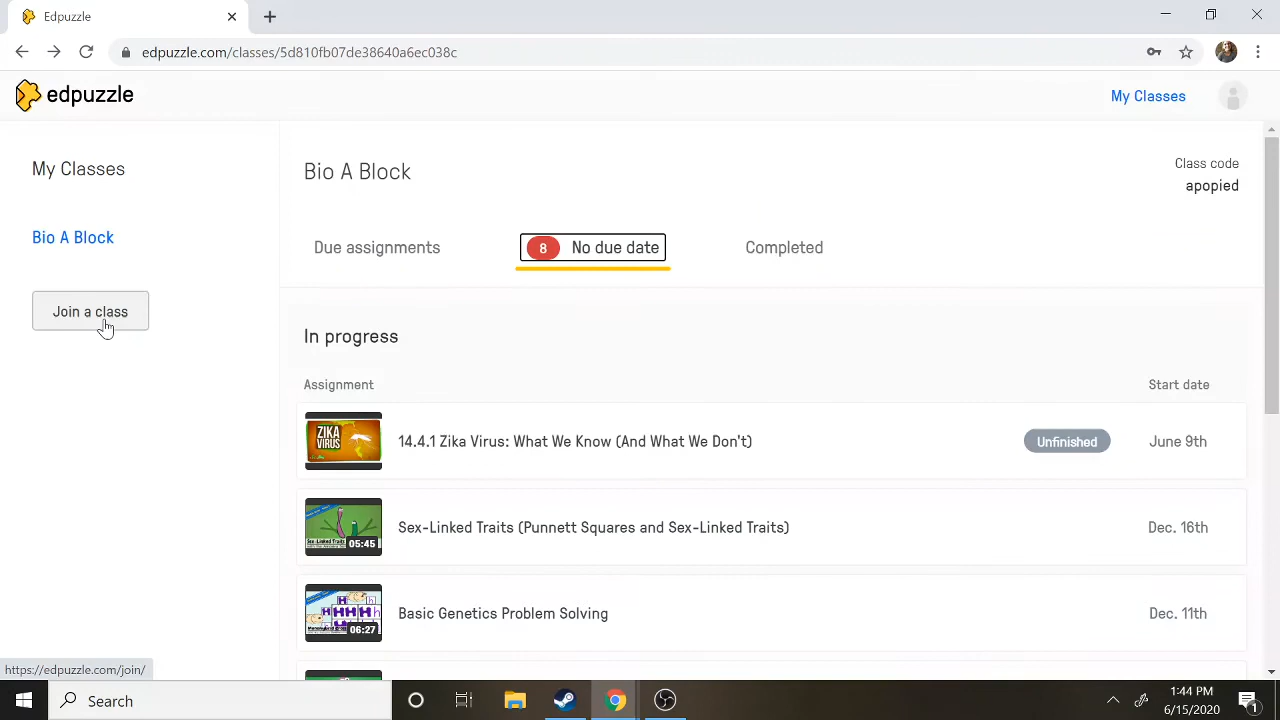 Edpuzzle
edpuzzle.com/classes/5d810fb07de38640a6ec038c
edpuzzle
My Classes
My Classes
Bio A Block
Join a class
Bio A Block
Class code
apopied
Due assignments
8 No due date
Completed
In progress
Assignment
Start date
ZIKA
VIRUS
14.4.1 Zika Virus: What We Know (And What We Don't)
Unfinished
June 9th
Sex-Linked Traits
05:45
Sex-Linked Traits (Punnett Squares and Sex-Linked Traits)
Dec. 16th
06:27
Basic Genetics Problem Solving
Dec. 11th
https://edpuzzle.com/join/
Search
1:44 PM
6/15/2020
1